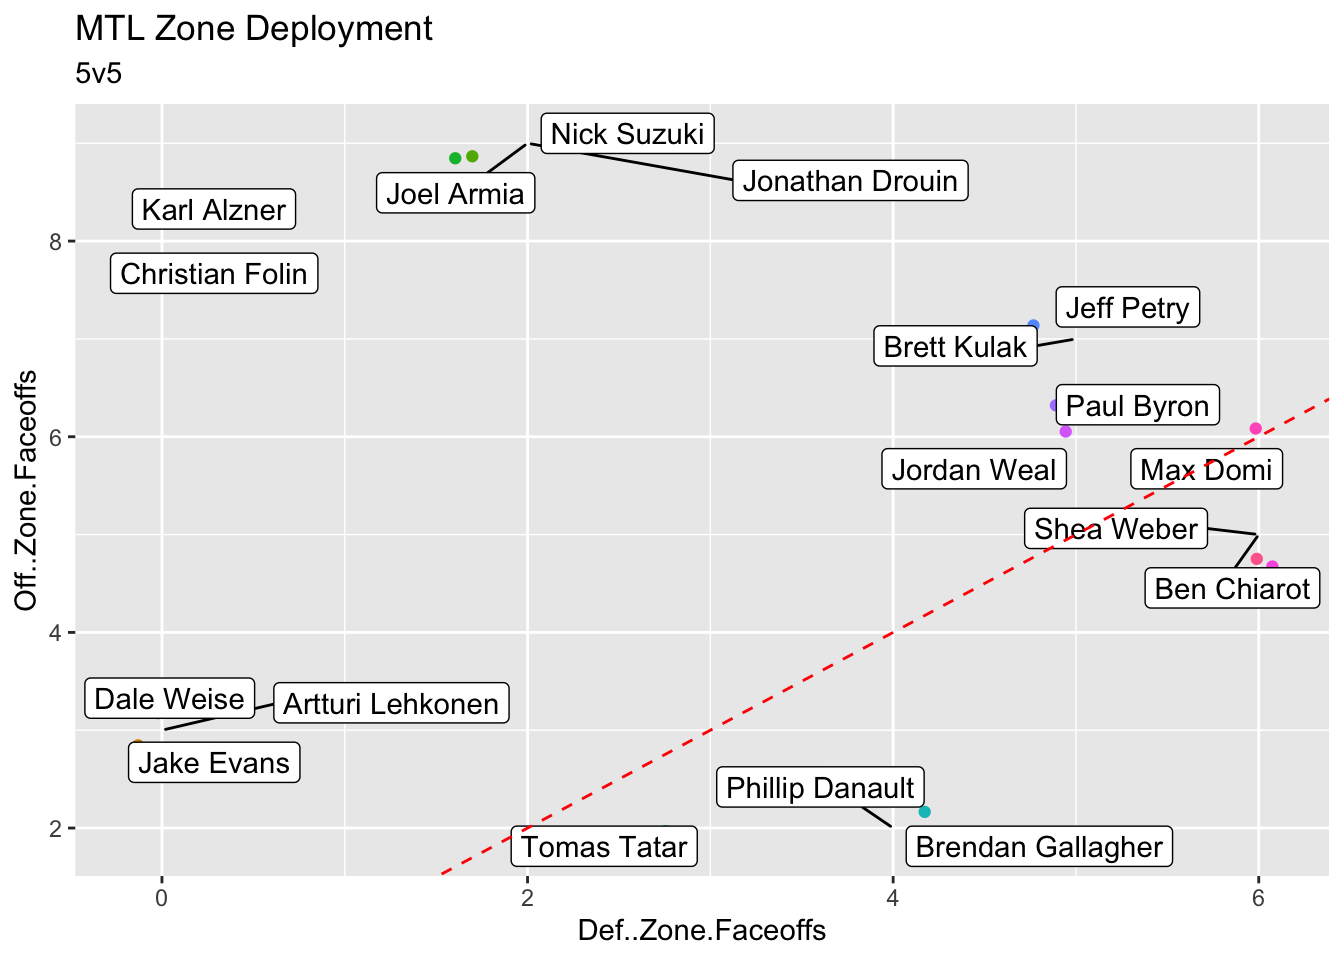 MTL Zone Deployment
5v5
Nick Suzuki
Jonathan Drouin
Joel Armia
Karl Alzner
Christian Folin
Jeff Petry
Brett Kulak
Paul Byron
Jordan Weal
Max Domi
Shea Weber
Ben Chiarot
Dale Weise
Artturi Lehkonen
Jake Evans
Phillip Danault
Tomas Tatar
Brendan Gallagher
8
6
4
2
Off..Zone.Faceoffs
0
2
4
6
Def..Zone.Faceoffs